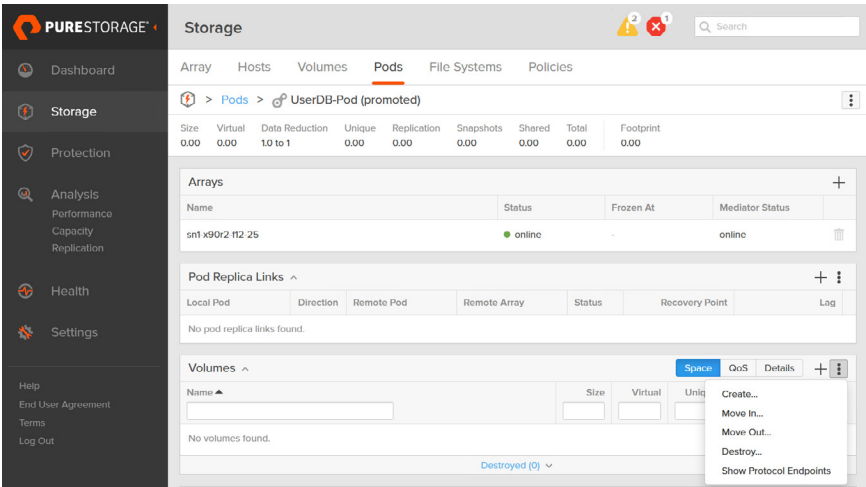 PURESTORAGE®
Dashboard
Storage
Protection
Analysis
Performance
Capacity
Replication
Health
Settings
Help
End User Agreement
Terms
Log Out
Storage
2
1
Search
Array Hosts Volumes Pods File Systems Policies
> Pods > UserDB-Pod (promoted)
Size Virtual Data Reduction Unique Replication Snapshots Shared Total Footprint
0.00 0.00 1.0 to 1 0.00 0.00 0.00 0.00 0.00 0.00
Arrays
Name Status Frozen At Mediator Status
sn1-x90r2-f12-25 online - online
Pod Replica Links
Local Pod Direction Remote Pod Remote Array Status Recovery Point Lag
No pod replica links found.
Volumes Space QoS Details
Name Size Virtual Uniq
No volumes found.
Destroyed (0)
Create...
Move In...
Move Out...
Destroy...
Show Protocol Endpoints